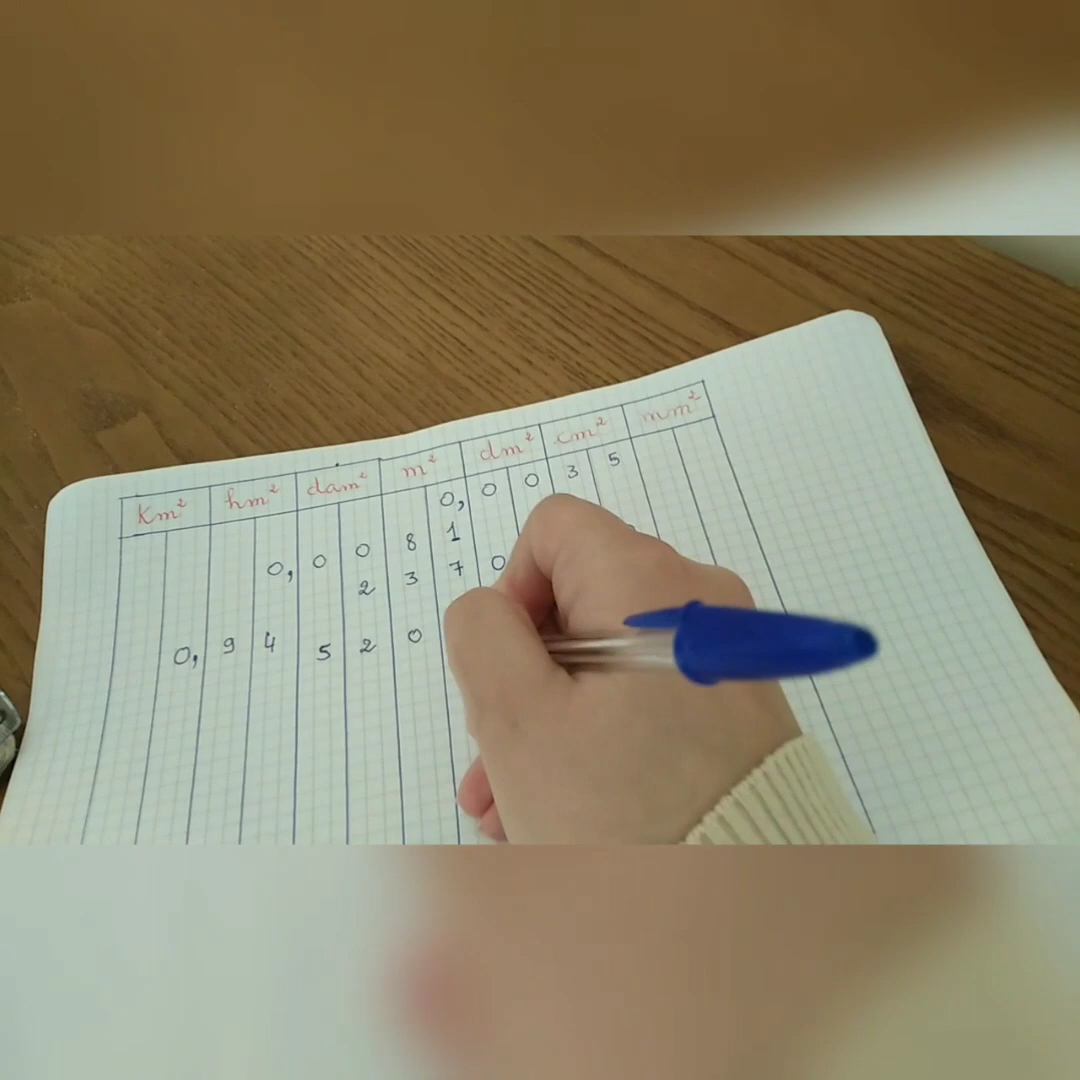 Km² hm² dam² m² dm² cm² mm²
0, 0 0 3 5
0, 0 0 8 1
2 3 7 0
0, 9 4 5 2 0